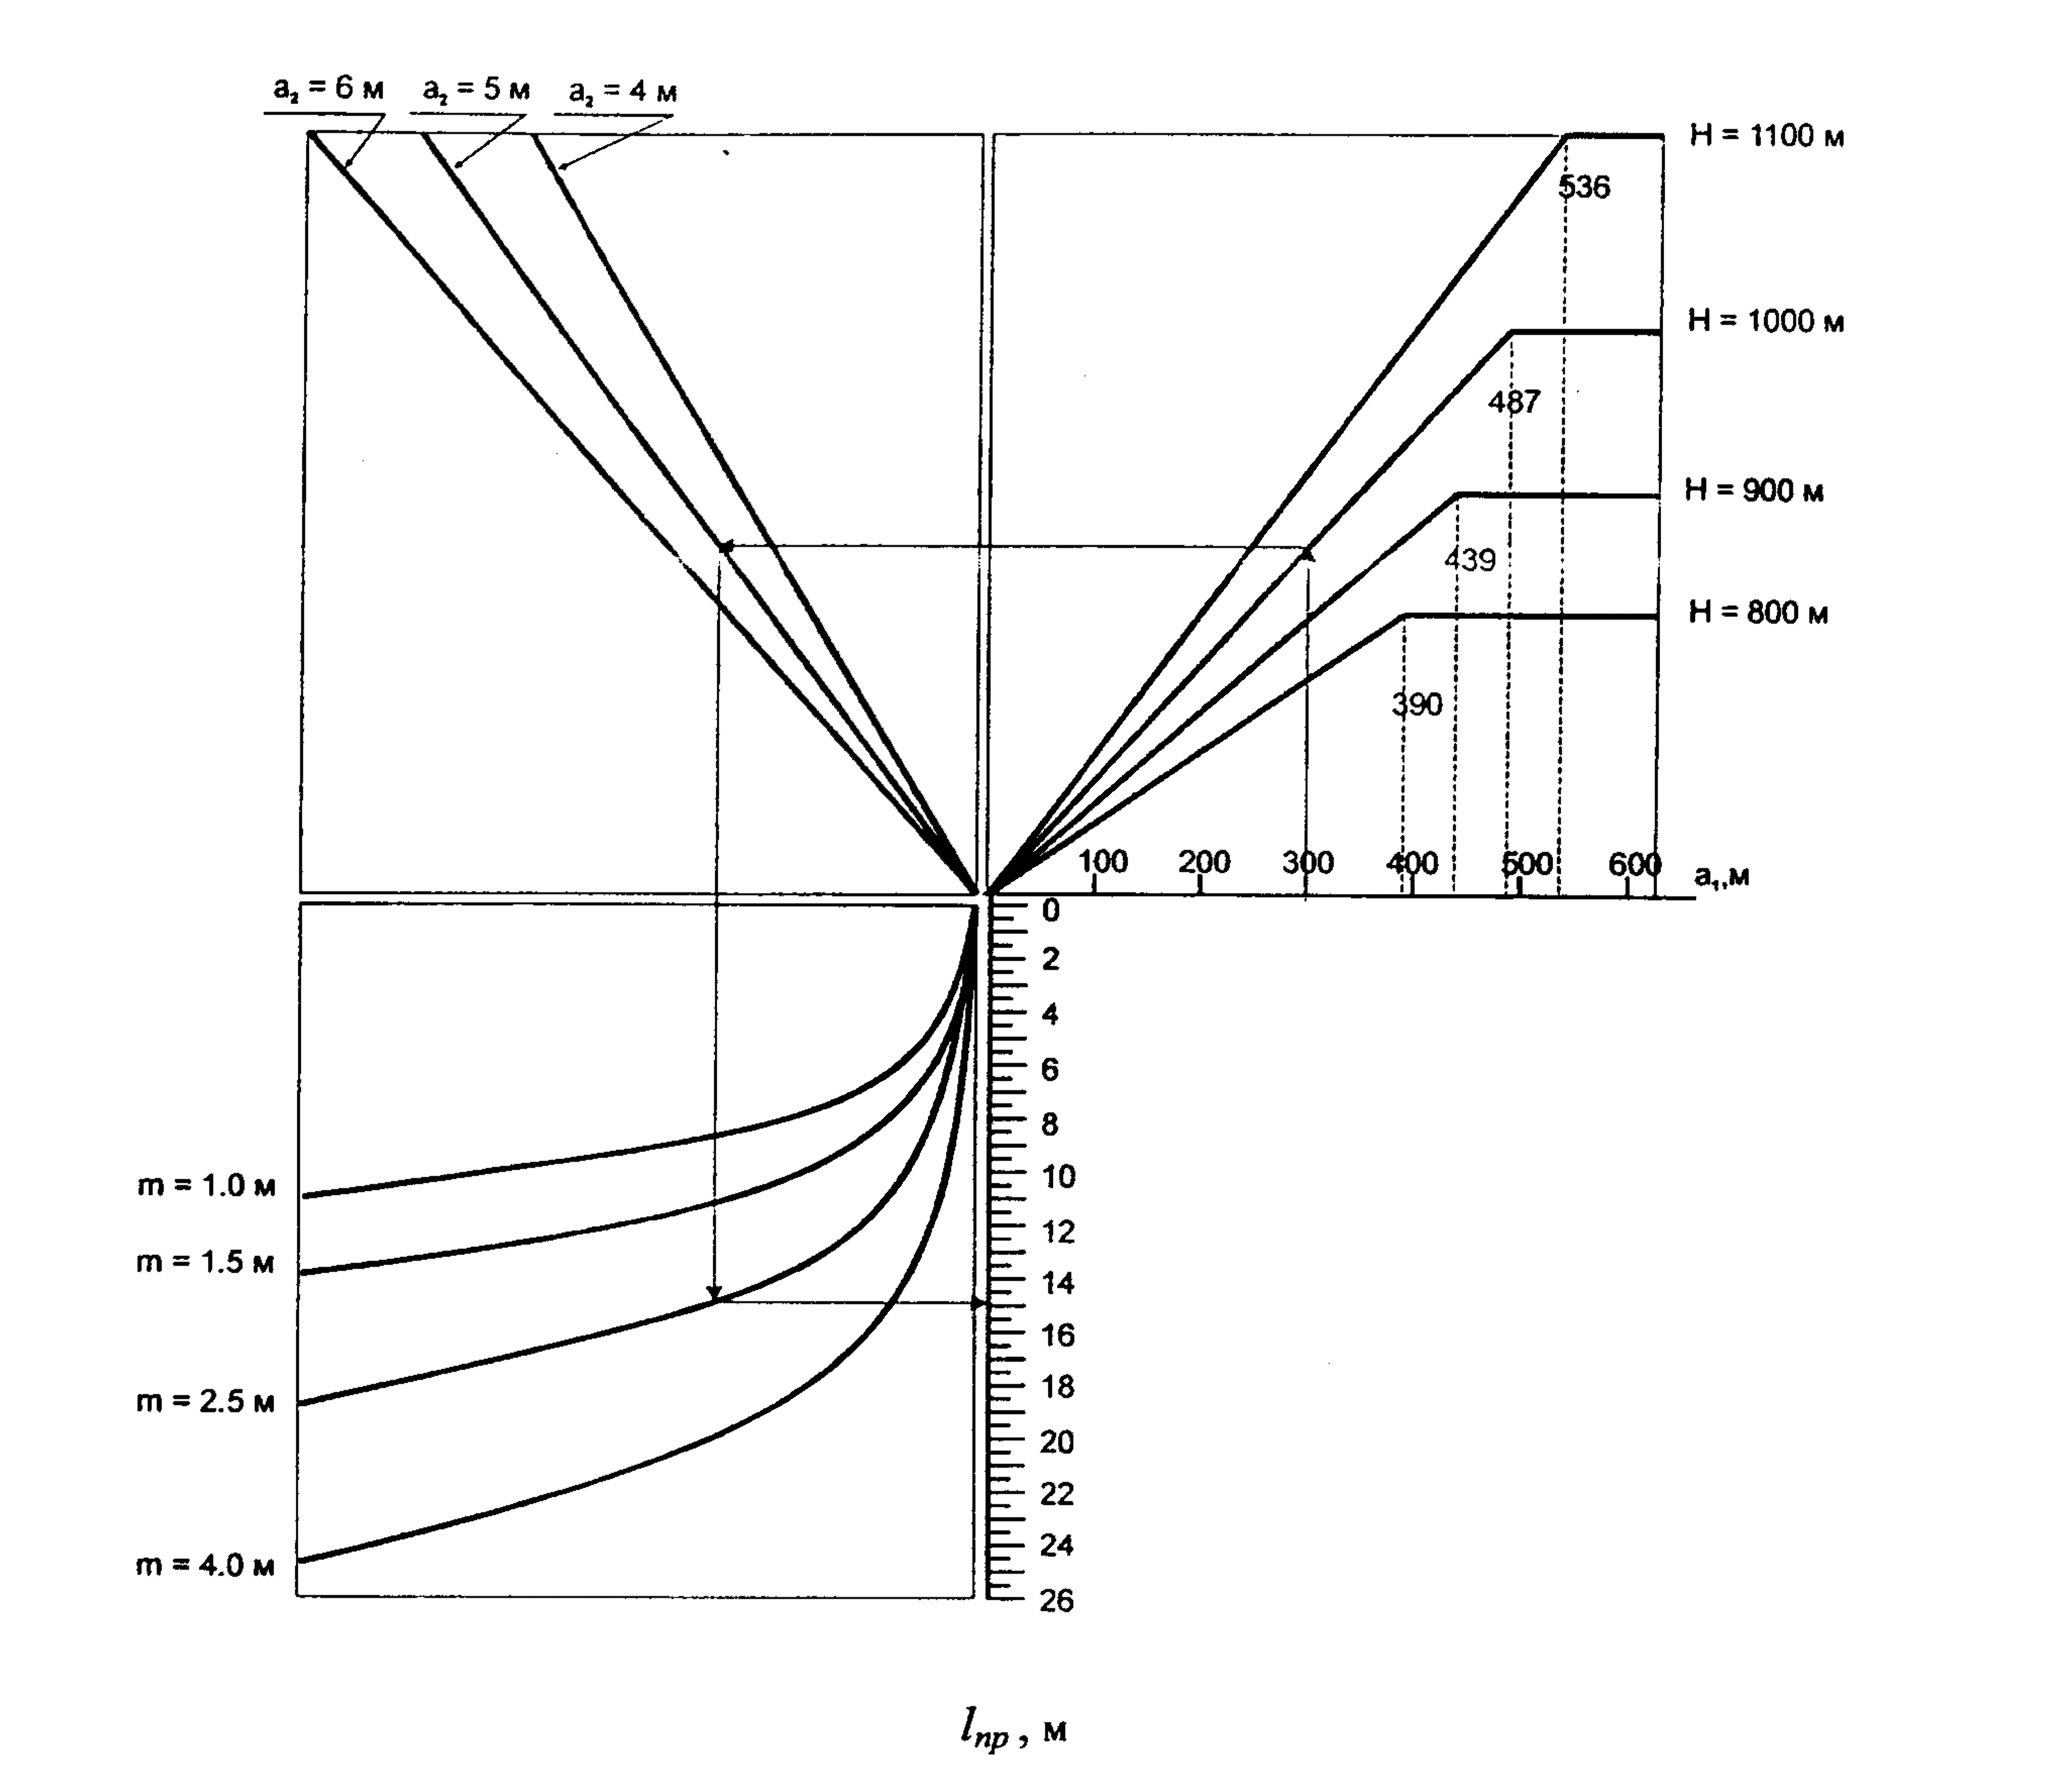 a₂ = 6 м
a₂ = 5 м
a₂ = 4 м
H = 1100 м
536
H = 1000 м
487
H = 900 м
439
H = 800 м
390
100 200 300 400 500 600
a₁,м
0
2
4
6
8
10
m = 1.0 м
12
m = 1.5 м
14
16
18
m = 2.5 м
20
22
24
m = 4.0 м
26
lпр , м